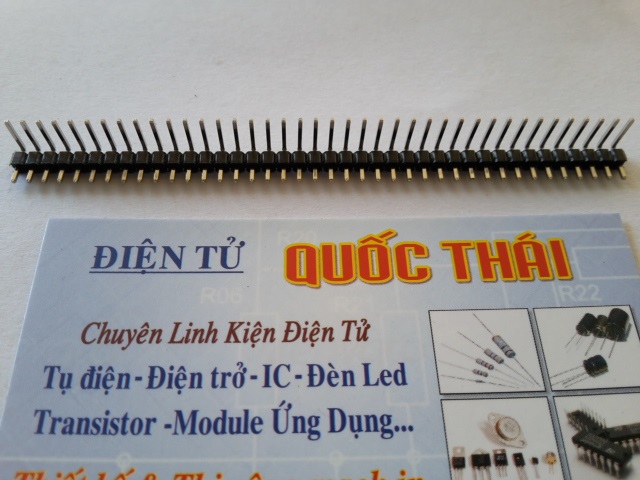 ĐIỆN TỬ QUỐC THÁI
R06
R22
Chuyên Linh Kiện Điện Tử
Tụ điện-Điện trở-IC-Đèn Led
Transistor -Module Ứng Dụng...